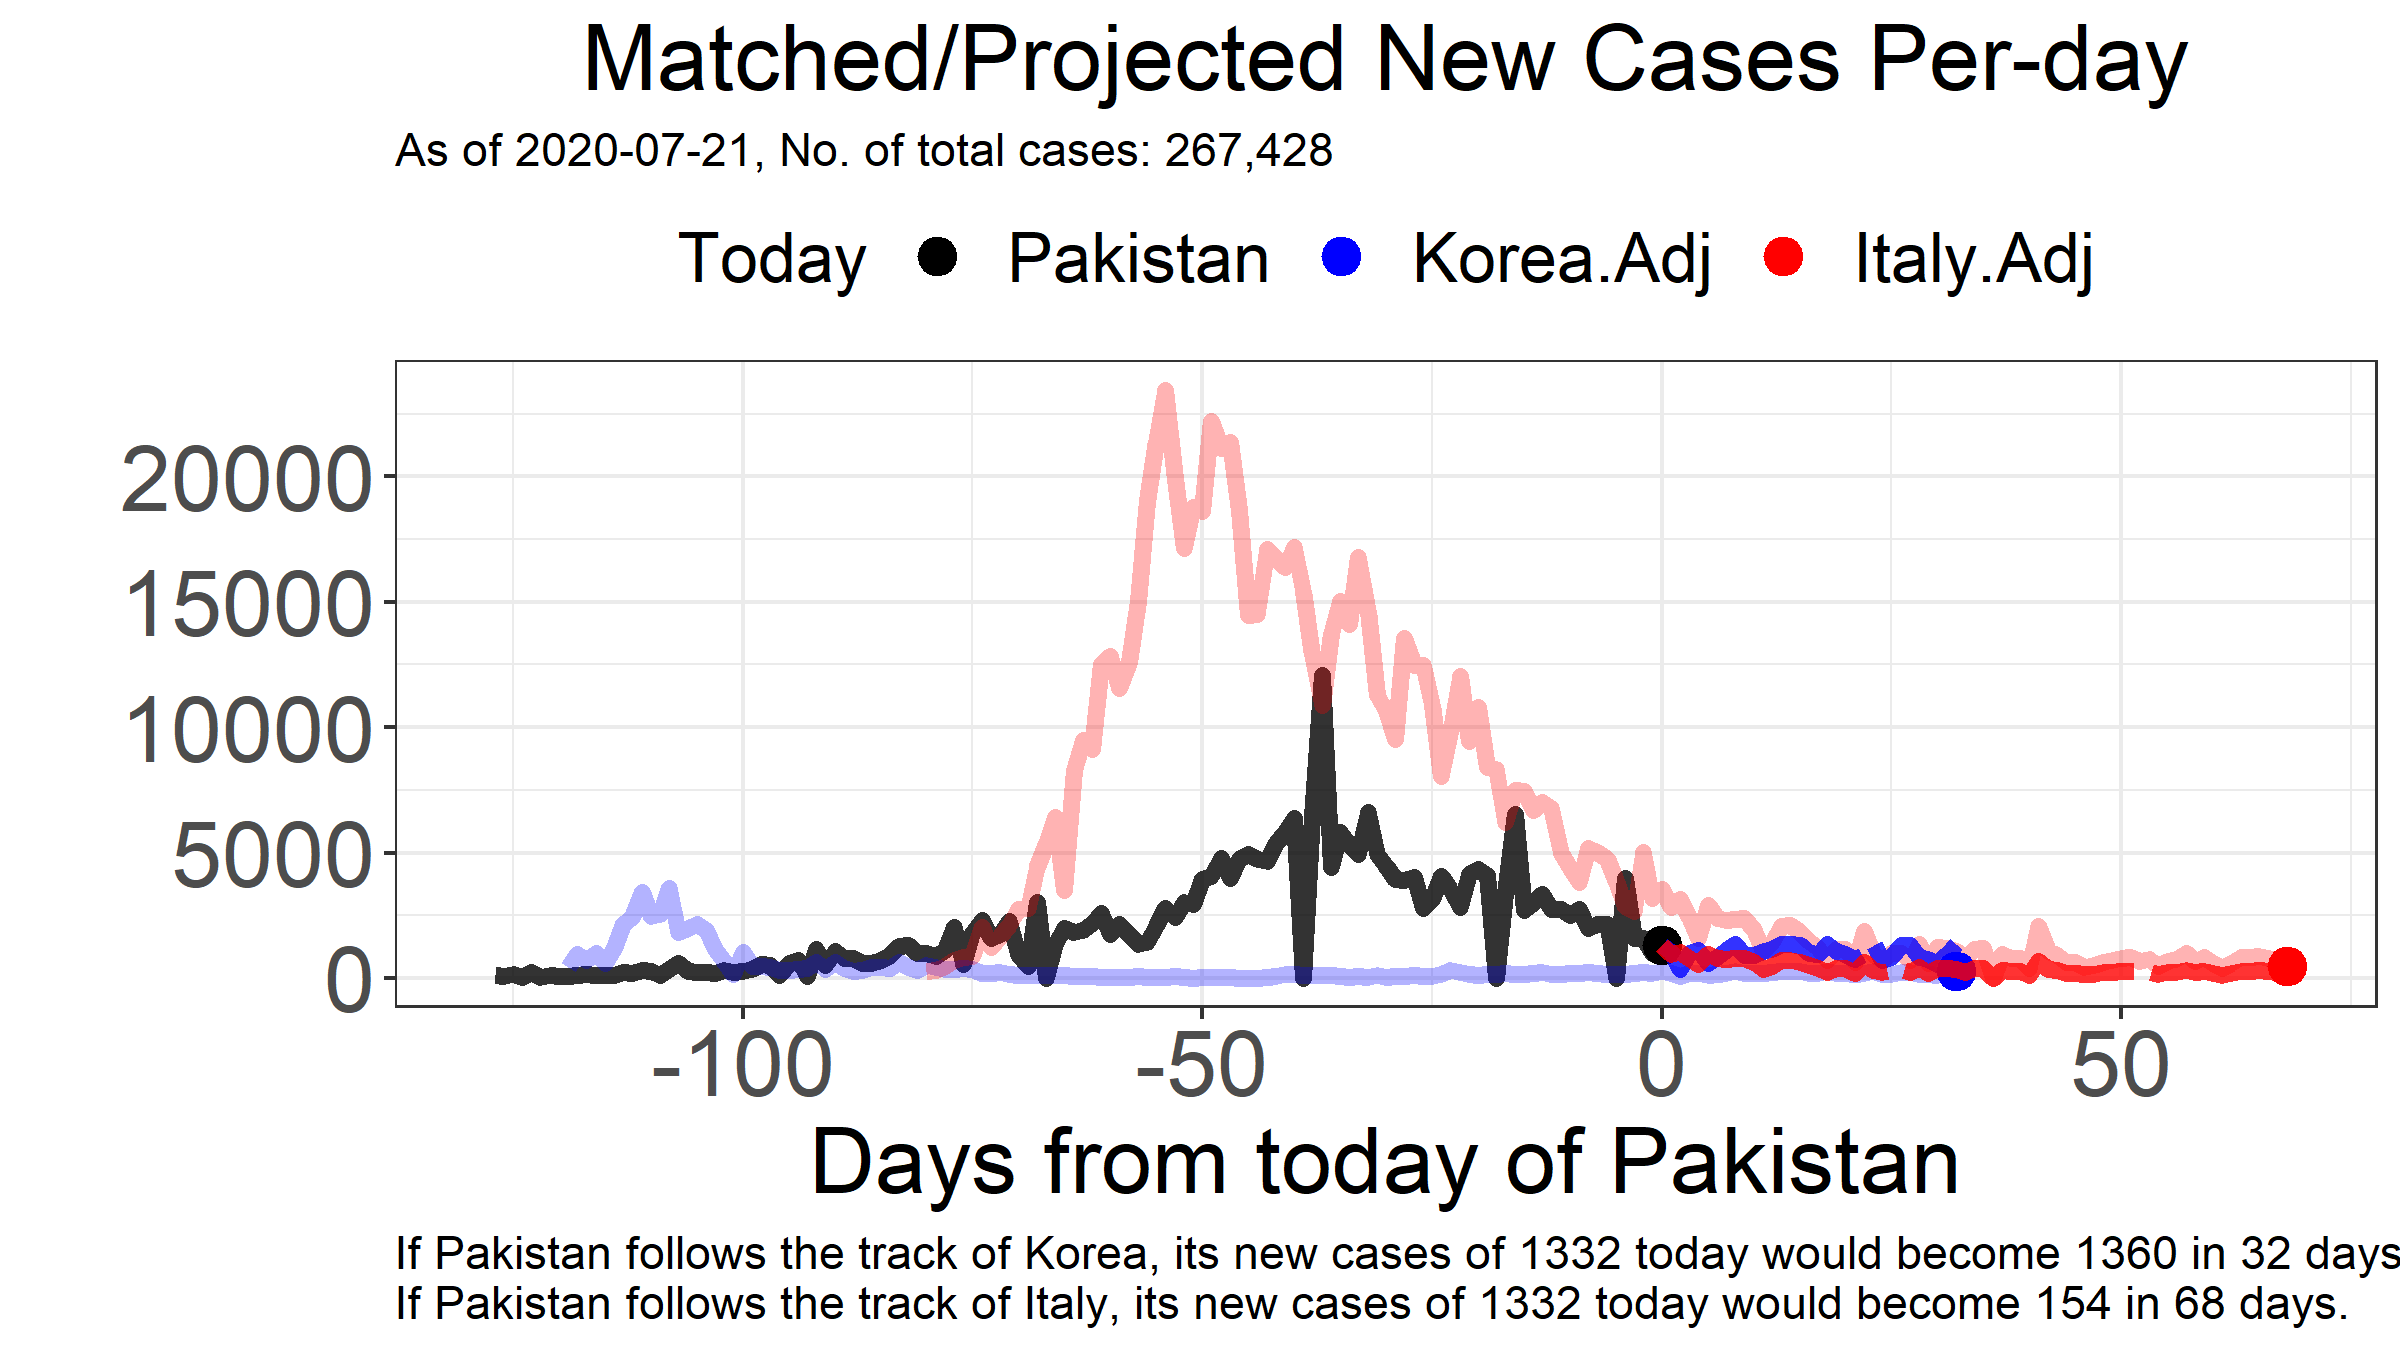 Matched/Projected New Cases Per-day
As of 2020-07-21, No. of total cases: 267,428
Today Pakistan Korea.Adj Italy.Adj
20000
15000
10000
5000
0
-100 -50 0 50
Days from today of Pakistan
If Pakistan follows the track of Korea, its new cases of 1332 today would become 1360 in 32 days
If Pakistan follows the track of Italy, its new cases of 1332 today would become 154 in 68 days.